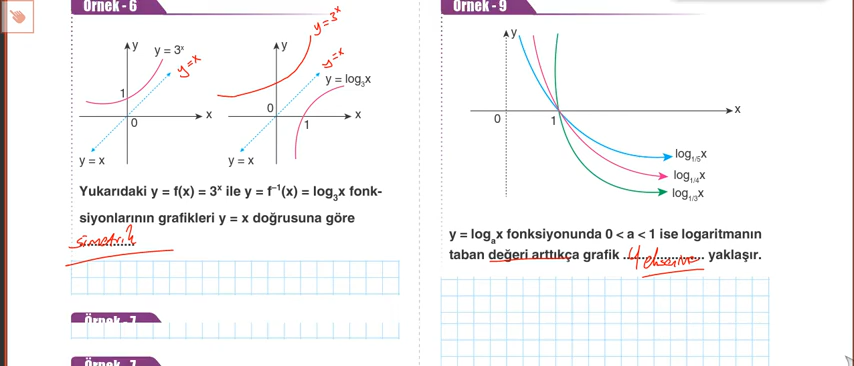 Örnek - 6
y
y = 3ˣ
y=x
1
x
0
y = x
y
y=3ˣ
y=x
y = log₃x
0
x
1
y = x
Yukarıdaki y = f(x) = 3ˣ ile y = f⁻¹(x) = log₃x fonk-
siyonlarının grafikleri y = x doğrusuna göre
simetrik
Örnek - 7
Örnek - 7
Örnek - 9
y
x
0
1
log₁/₅x
log₁/₄x
log₁/₃x
y = logₐx fonksiyonunda 0 < a < 1 ise logaritmanın
taban değeri arttıkça grafik ................ yaklaşır.